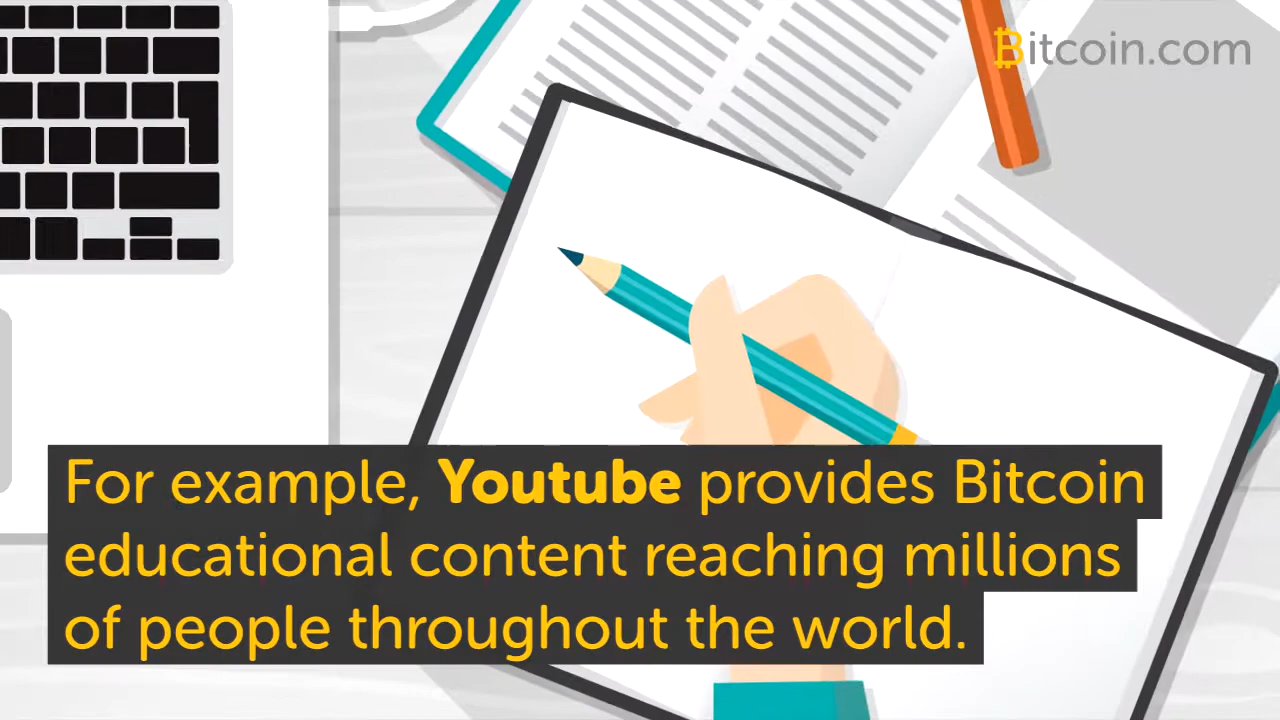 Bitcoin.com
For example, Youtube provides Bitcoin
educational content reaching millions
of people throughout the world.